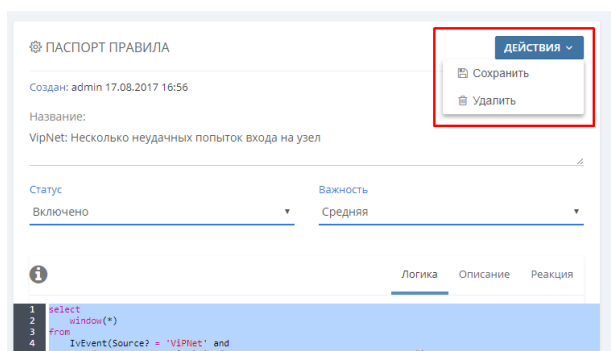 ПАСПОРТ ПРАВИЛА
ДЕЙСТВИЯ
Сохранить
Удалить
Создан: admin 17.08.2017 16:56
Название:
VipNet: Несколько неудачных попыток входа на узел
Статус Важность
Включено Средняя
Логика Описание Реакция
1 select
2 window(*)
3 from
4 IvEvent(Source? = 'ViPNet' and